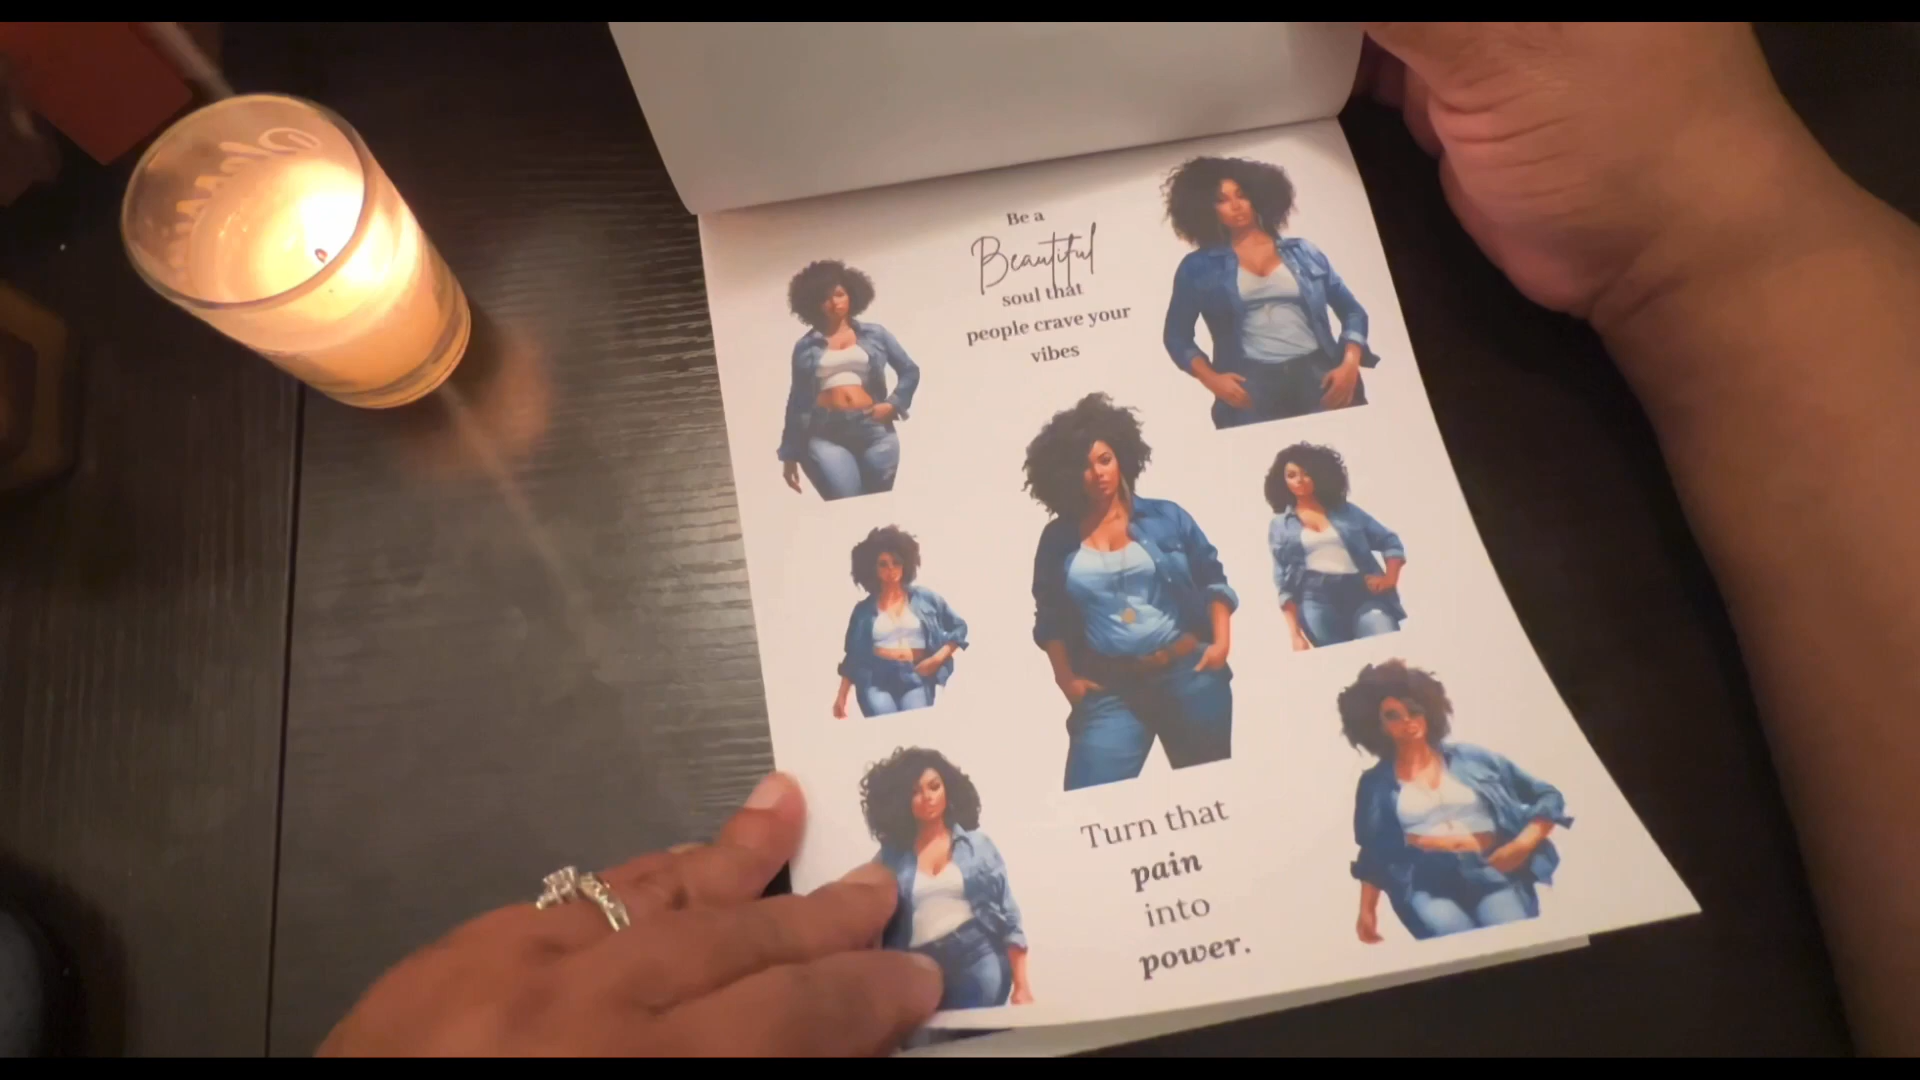 Be a
Beautiful
soul that
people crave your
vibes
Turn that
pain
into
power.